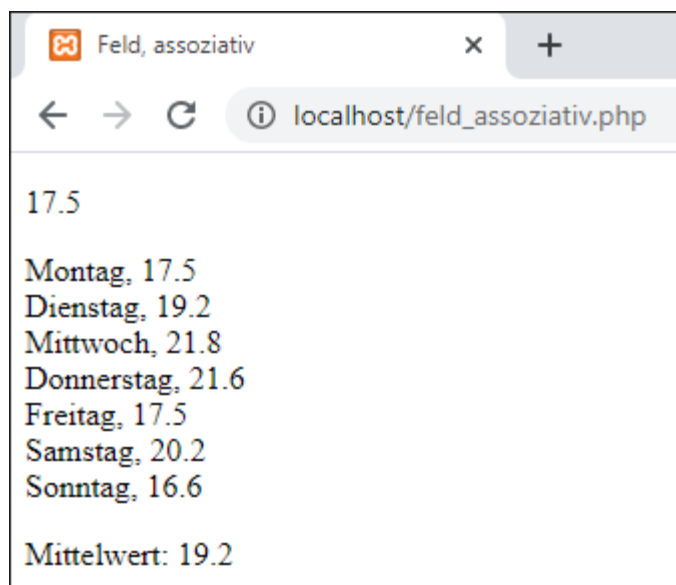 Feld, assoziativ
localhost/feld_assoziativ.php
17.5
Montag, 17.5
Dienstag, 19.2
Mittwoch, 21.8
Donnerstag, 21.6
Freitag, 17.5
Samstag, 20.2
Sonntag, 16.6
Mittelwert: 19.2